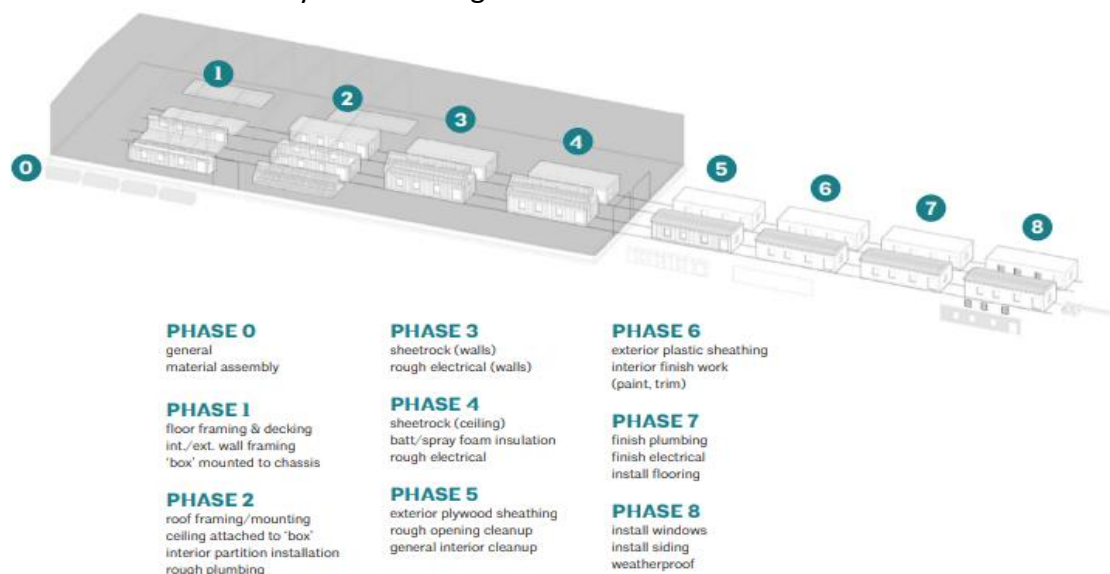 1
2
3
4
0
5
6
7
8
PHASE 0
general
material assembly
PHASE 1
floor framing & decking
int./ext. wall framing
‘box’ mounted to chassis
PHASE 2
roof framing/mounting
ceiling attached to ‘box’
interior partition installation
rough plumbing
PHASE 3
sheetrock (walls)
rough electrical (walls)
PHASE 4
sheetrock (ceiling)
batt/spray foam insulation
rough electrical
PHASE 5
exterior plywood sheathing
rough opening cleanup
general interior cleanup
PHASE 6
exterior plastic sheathing
interior finish work
(paint, trim)
PHASE 7
finish plumbing
finish electrical
install flooring
PHASE 8
install windows
install siding
weatherproof